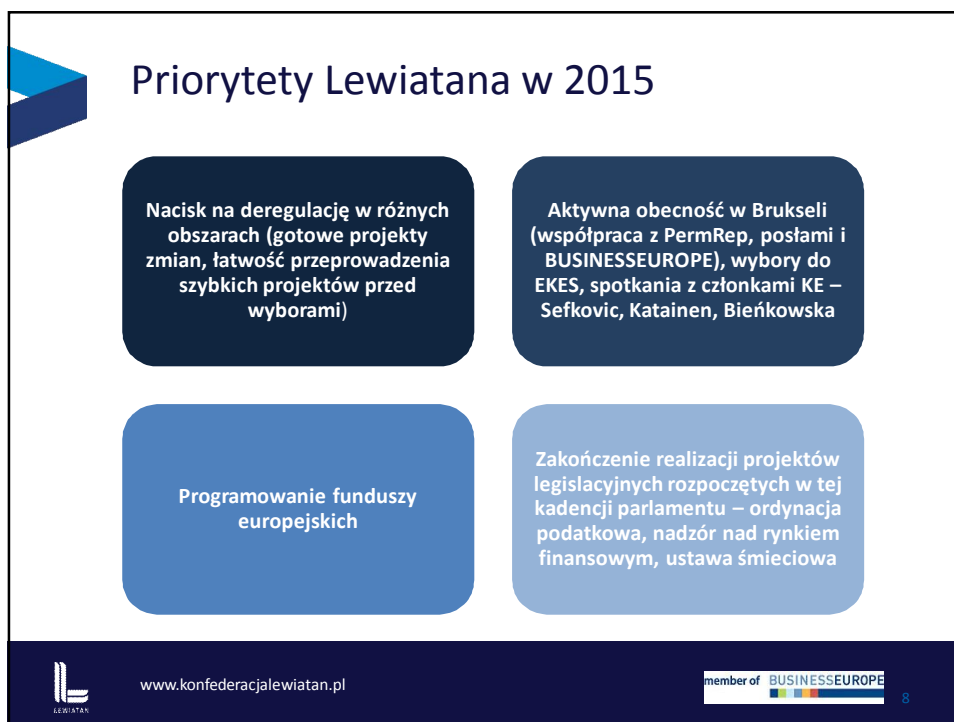 Priorytety Lewiatana w 2015
Nacisk na deregulację w różnych
obszarach (gotowe projekty
zmian, łatwość przeprowadzenia
szybkich projektów przed
wyborami)
Aktywna obecność w Brukseli
(współpraca z PermRep, posłami i
BUSINESSEUROPE), wybory do
EKES, spotkania z członkami KE –
Sefkovic, Katainen, Bieńkowska
Programowanie funduszy
europejskich
Zakończenie realizacji projektów
legislacyjnych rozpoczętych w tej
kadencji parlamentu – ordynacja
podatkowa, nadzór nad rynkiem
finansowym, ustawa śmieciowa
LEWIATAN
www.konfederacjalewiatan.pl
member of BUSINESSEUROPE
8